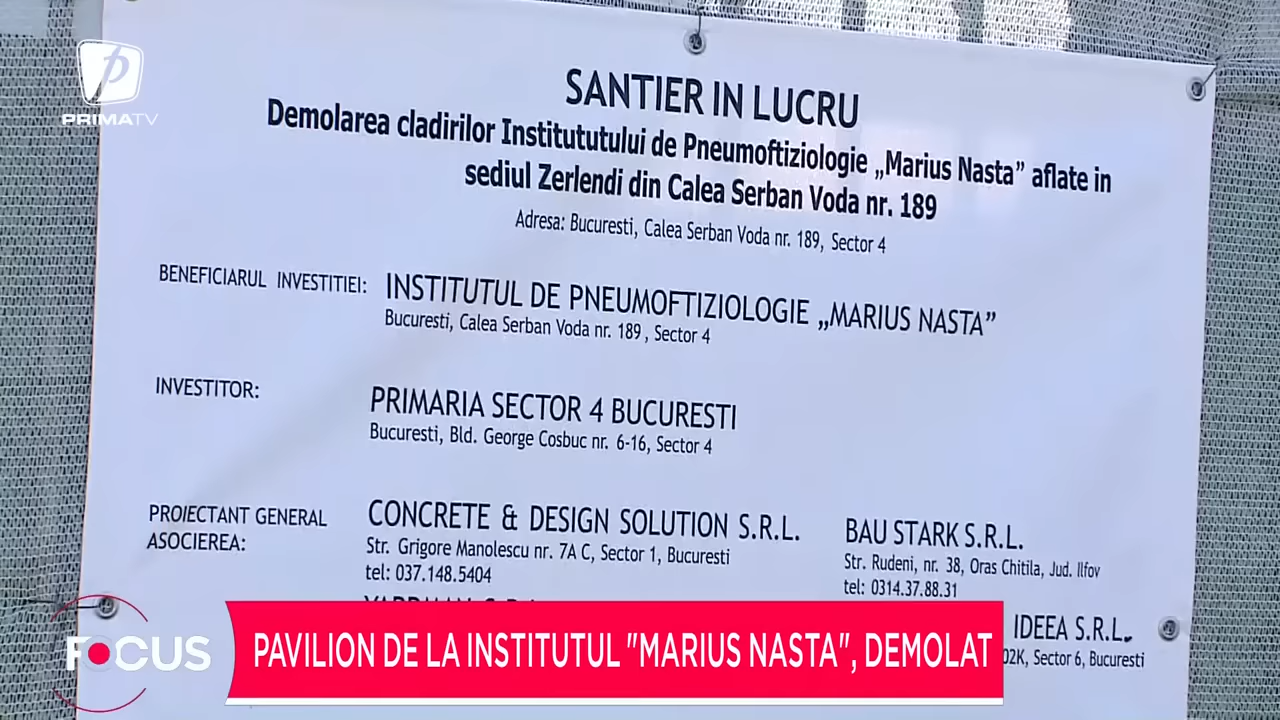 PRIMATV
SANTIER IN LUCRU
Demolarea cladirilor Institututului de Pneumoftiziologie „Marius Nasta” aflate in
sediul Zerlendi din Calea Serban Voda nr. 189
Adresa: Bucuresti, Calea Serban Voda nr. 189, Sector 4
BENEFICIARUL INVESTITIEI:
INSTITUTUL DE PNEUMOFTIZIOLOGIE „MARIUS NASTA”
Bucuresti, Calea Serban Voda nr. 189, Sector 4
INVESTITOR:
PRIMARIA SECTOR 4 BUCURESTI
Bucuresti, Bld. George Cosbuc nr. 6-16, Sector 4
PROIECTANT GENERAL
ASOCIEREA:
CONCRETE & DESIGN SOLUTION S.R.L.
Str. Grigore Manolescu nr. 7A C, Sector 1, Bucuresti
tel: 037.148.5404
BAU STARK S.R.L.
Str. Rudeni, nr. 38, Oras Chitila, Jud. Ilfov
tel: 0314.37.88.31
IDEEA S.R.L.
Sector 6, Bucuresti
FOCUS
PAVILION DE LA INSTITUTUL "MARIUS NASTA", DEMOLAT